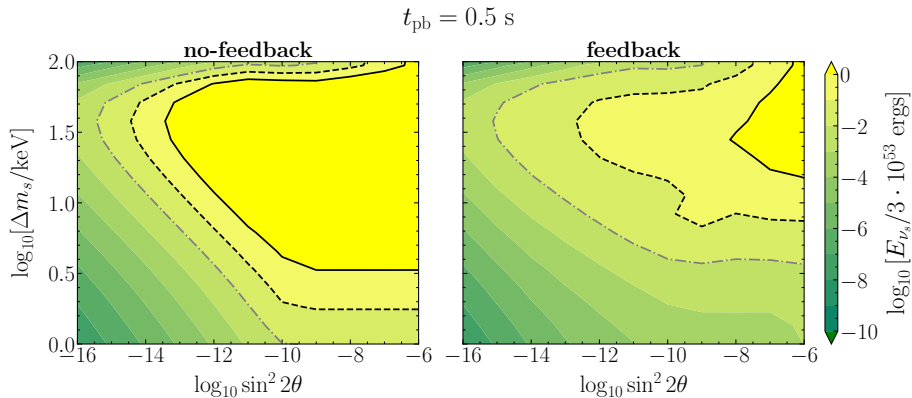 t_pb = 0.5 s
no-feedback
feedback
log₁₀[Δm_s/keV]
2.0
1.5
1.0
0.5
0.0
−16 −14 −12 −10 −8 −6
log₁₀ sin² 2θ
−16 −14 −12 −10 −8 −6
log₁₀ sin² 2θ
0
−2
−4
−6
−8
−10
log₁₀ [E_νs/3 · 10⁵³ ergs]